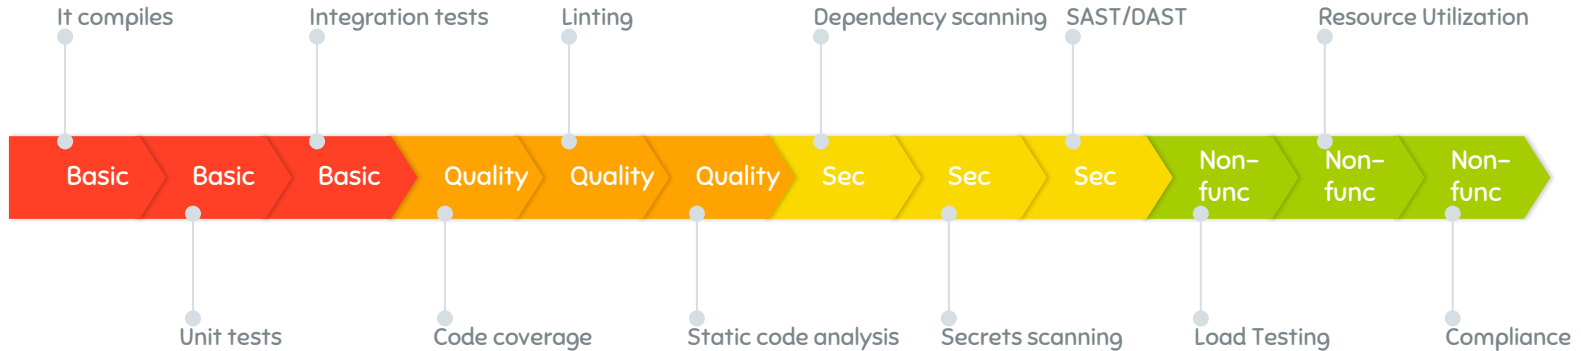 It compiles
Integration tests
Linting
Dependency scanning
SAST/DAST
Resource Utilization
Basic
Basic
Basic
Quality
Quality
Quality
Sec
Sec
Sec
Non-
func
Non-
func
Non-
func
Unit tests
Code coverage
Static code analysis
Secrets scanning
Load Testing
Compliance